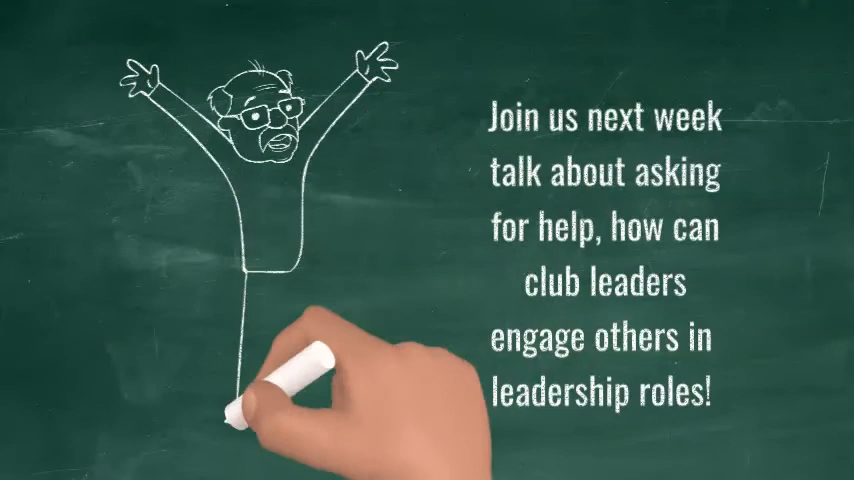 Join us next week
talk about asking
for help, how can
club leaders
engage others in
leadership roles!